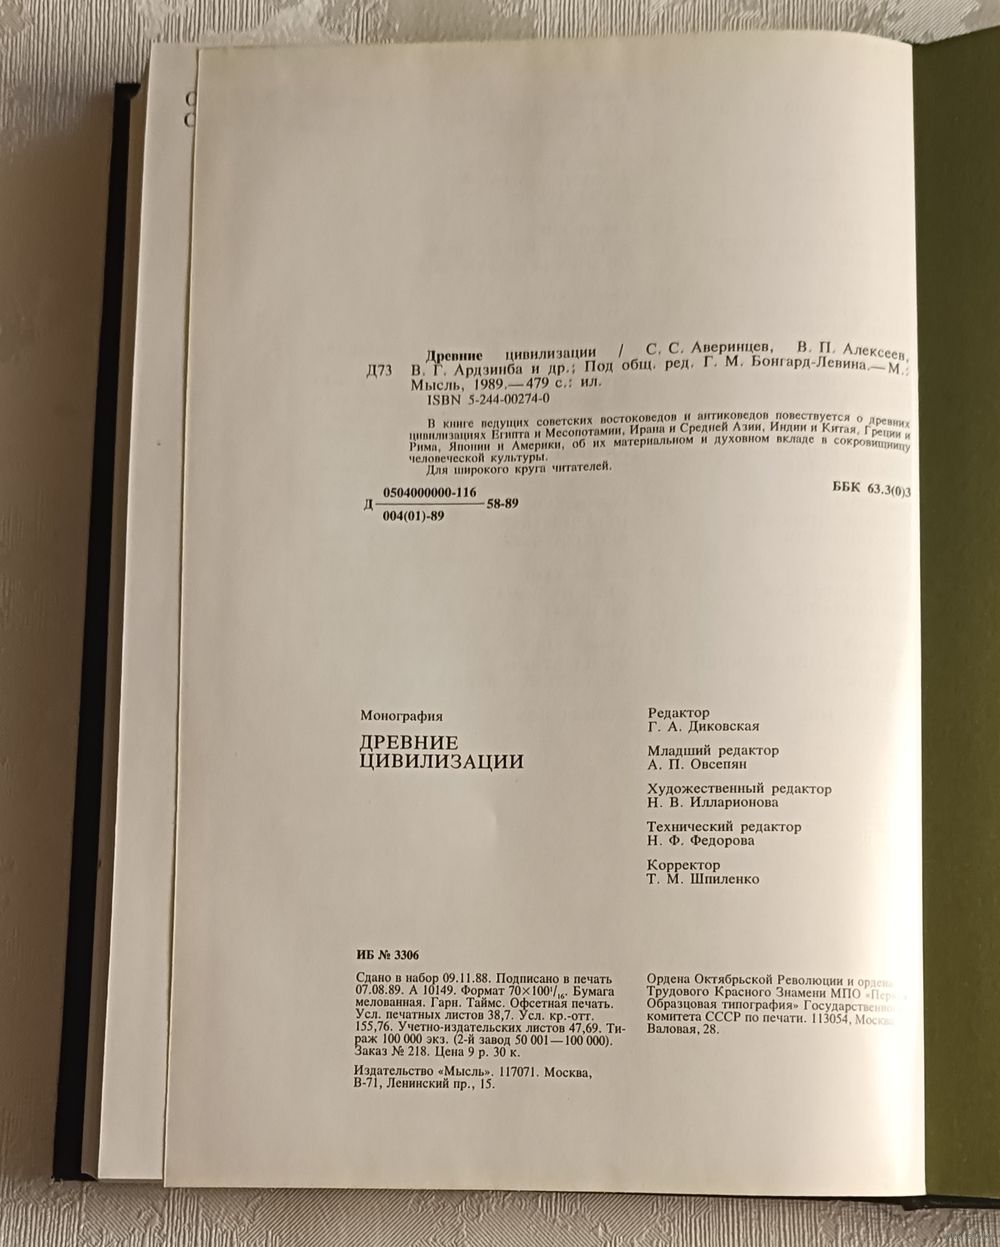 Древние цивилизации / С. С. Аверинцев, В. П. Алексеев,
Д73 В. Г. Ардзинба и др.; Под общ. ред. Г. М. Бонгард-Левина.— М.:
Мысль, 1989.— 479 с.: ил.
ISBN 5-244-00274-0
В книге ведущих советских востоковедов и антиковедов повествуется о древних
цивилизациях Египта и Месопотамии, Ирана и Средней Азии, Индии и Китая, Греции и
Рима, Японии и Америки, об их материальном и духовном вкладе в сокровищницу
человеческой культуры.
Для широкого круга читателей.
Д 0504000000-116 58-89
004(01)-89
ББК 63.3(0)3
Монография
ДРЕВНИЕ
ЦИВИЛИЗАЦИИ
Редактор
Г. А. Диковская
Младший редактор
А. П. Овсепян
Художественный редактор
Н. В. Илларионова
Технический редактор
Н. Ф. Федорова
Корректор
Т. М. Шпиленко
ИБ № 3306
Сдано в набор 09.11.88. Подписано в печать
07.08.89. А 10149. Формат 70×100¹/₁₆. Бумага
мелованная. Гарн. Таймс. Офсетная печать.
Усл. печатных листов 38,7. Усл. кр.-отт.
155,76. Учетно-издательских листов 47,69. Ти-
раж 100 000 экз. (2-й завод 50 001—100 000).
Заказ № 218. Цена 9 р. 30 к.
Издательство «Мысль». 117071. Москва,
В-71, Ленинский пр., 15.
Ордена Октябрьской Революции и ордена
Трудового Красного Знамени МПО
Образцовая типография» Государственного
комитета СССР по печати. 113054, Москва
Валовая, 28.